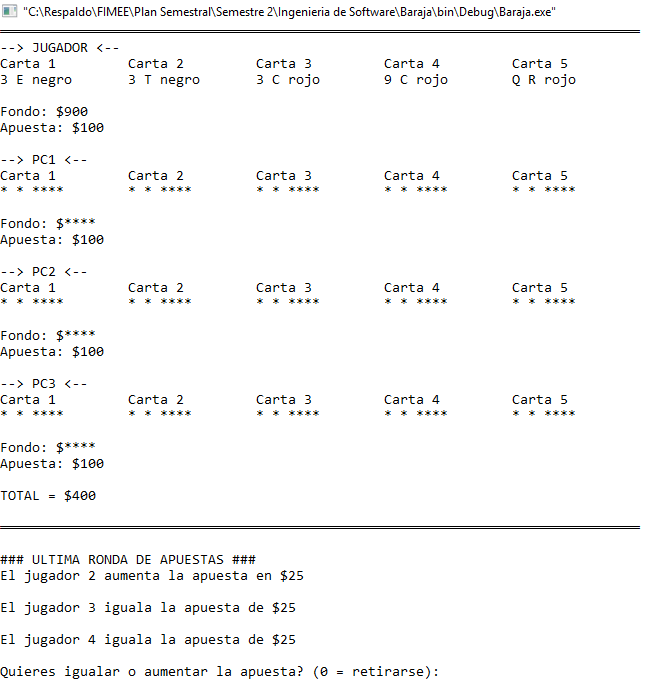 "C:\Respaldo\FIMEE\Plan Semestral\Semestre 2\Ingenieria de Software\Baraja\bin\Debug\Baraja.exe"
--> JUGADOR <--
Carta 1 Carta 2 Carta 3 Carta 4 Carta 5
3 E negro 3 T negro 3 C rojo 9 C rojo Q R rojo
Fondo: $900
Apuesta: $100
--> PC1 <--
Carta 1 Carta 2 Carta 3 Carta 4 Carta 5
* * **** * * **** * * **** * * **** * * ****
Fondo: $****
Apuesta: $100
--> PC2 <--
Carta 1 Carta 2 Carta 3 Carta 4 Carta 5
* * **** * * **** * * **** * * **** * * ****
Fondo: $****
Apuesta: $100
--> PC3 <--
Carta 1 Carta 2 Carta 3 Carta 4 Carta 5
* * **** * * **** * * **** * * **** * * ****
Fondo: $****
Apuesta: $100
TOTAL = $400
### ULTIMA RONDA DE APUESTAS ###
El jugador 2 aumenta la apuesta en $25
El jugador 3 iguala la apuesta de $25
El jugador 4 iguala la apuesta de $25
Quieres igualar o aumentar la apuesta? (0 = retirarse):